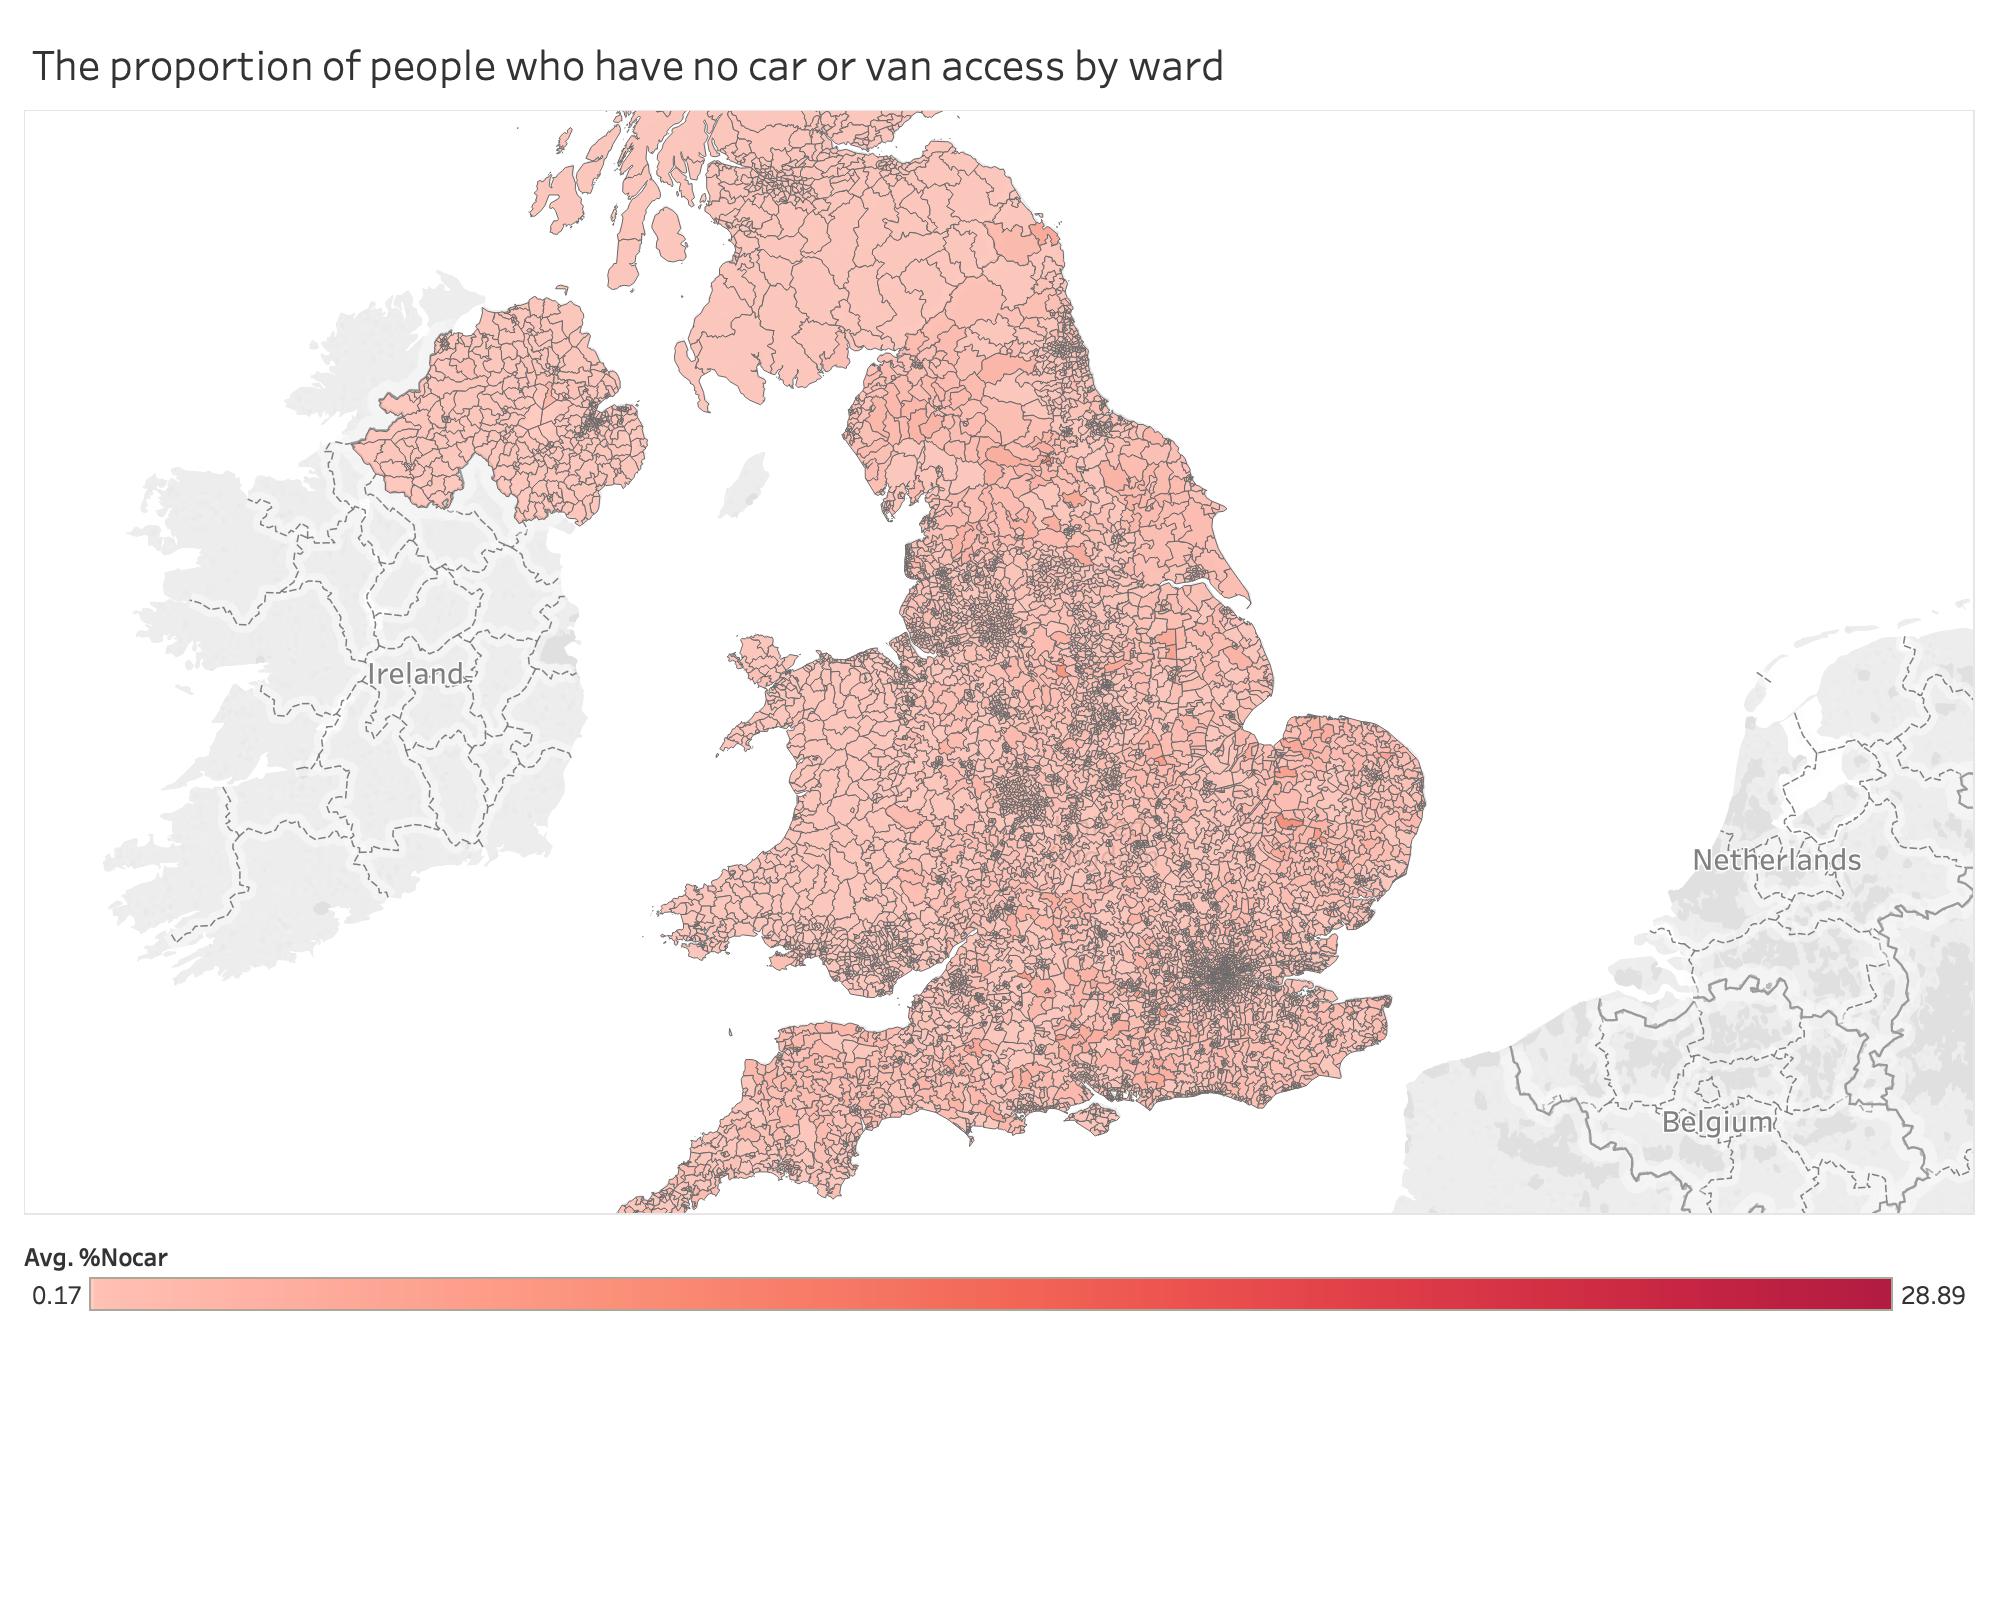 The proportion of people who have no car or van access by ward
Ireland
Netherlands
Belgium
Avg. %Nocar
0.17
28.89